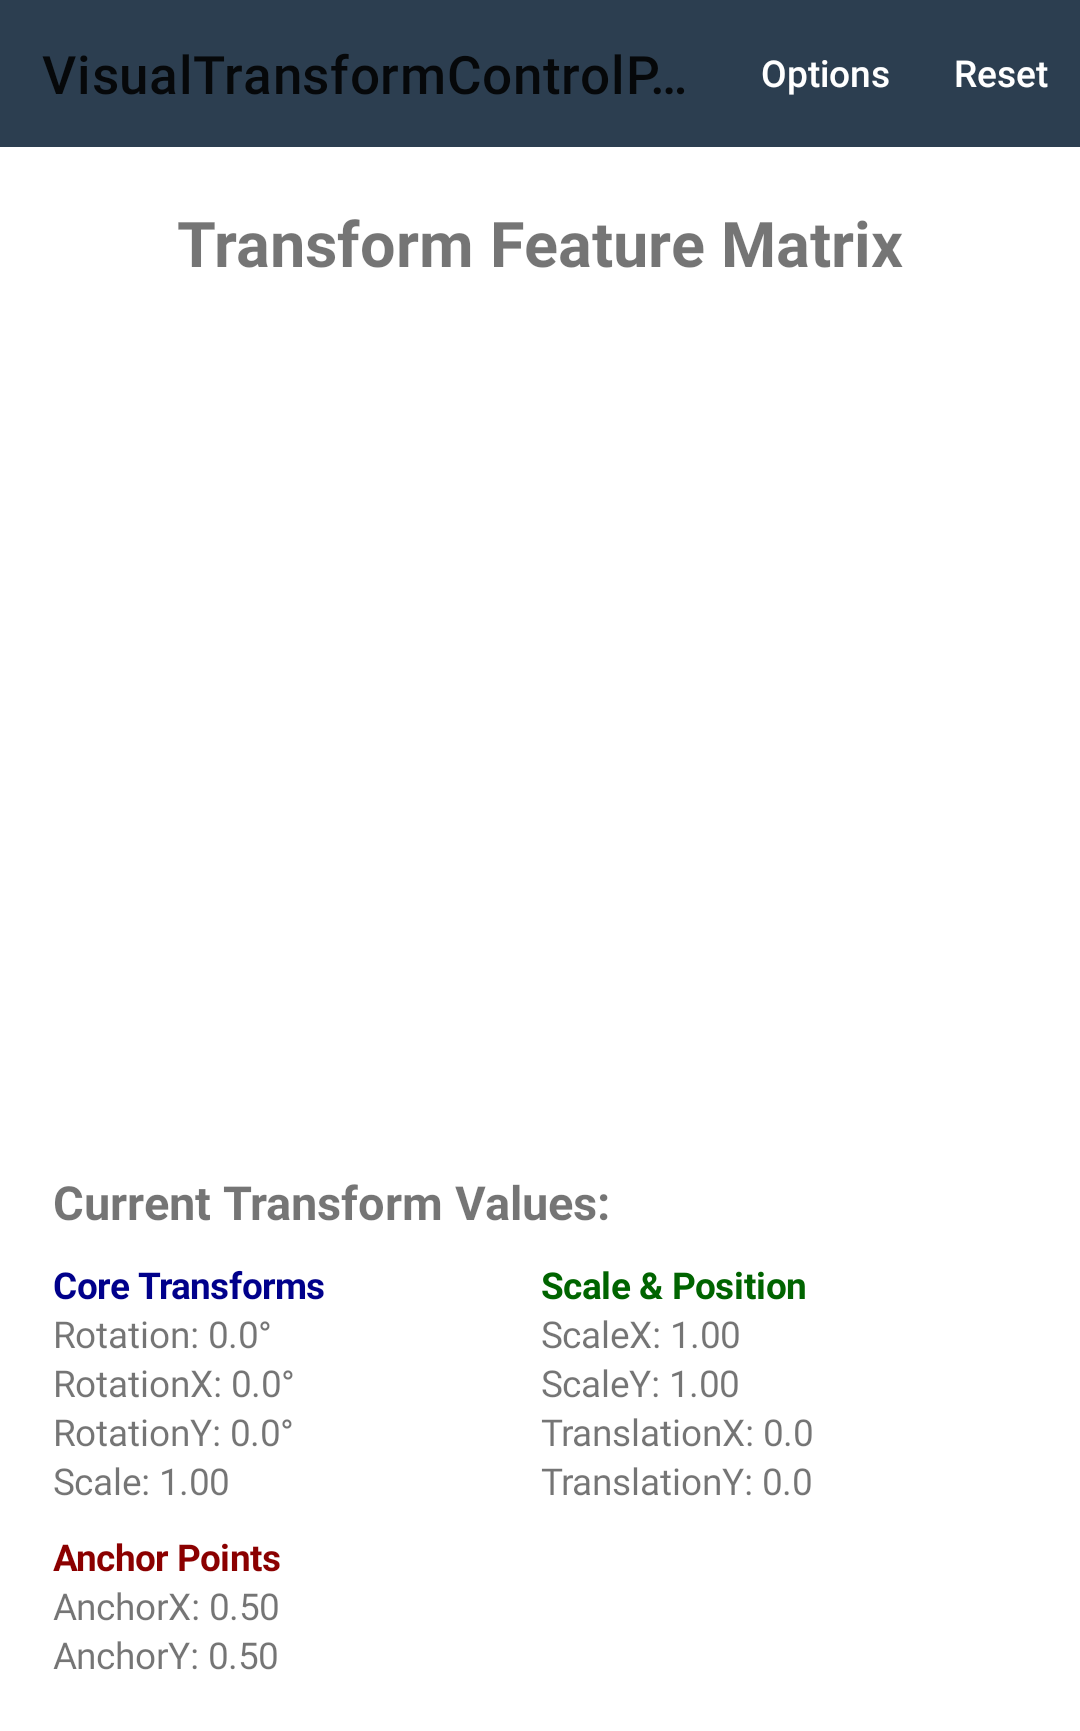 VisualTransformControlP...
Options
Reset
Transform Feature Matrix
Current Transform Values:
Core Transforms
Rotation: 0.0°
RotationX: 0.0°
RotationY: 0.0°
Scale: 1.00
Scale & Position
ScaleX: 1.00
ScaleY: 1.00
TranslationX: 0.0
TranslationY: 0.0
Anchor Points
AnchorX: 0.50
AnchorY: 0.50